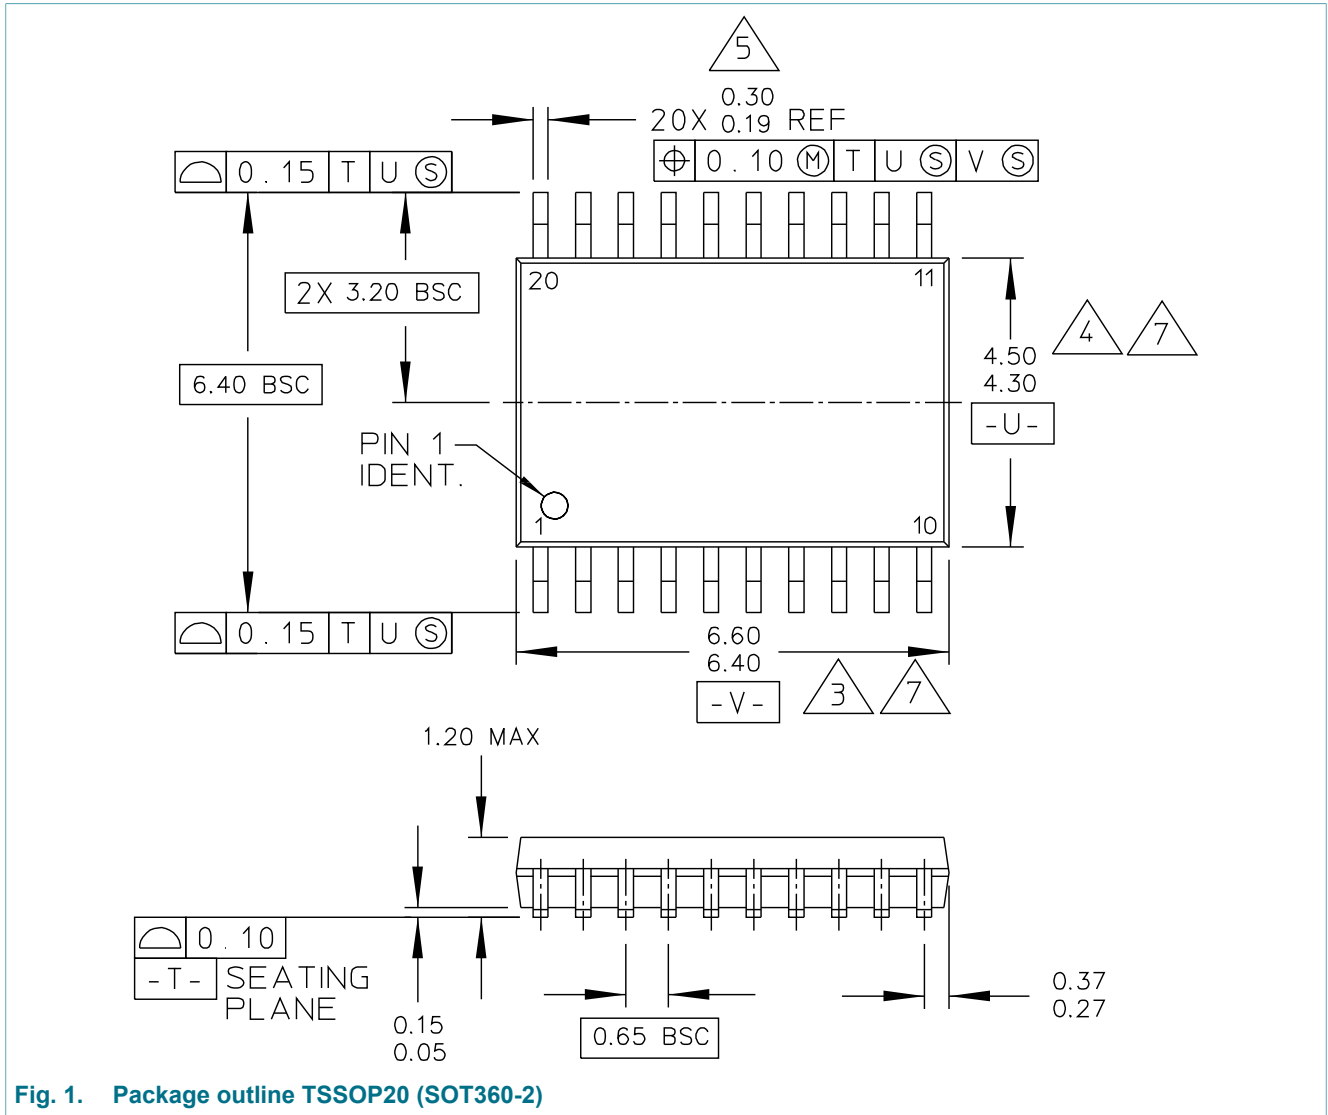 5
0.30
20X 0.19 REF
0.10 Ⓜ T U Ⓢ V Ⓢ
0.15 T U Ⓢ
20
11
2X 3.20 BSC
4
7
4.50
4.30
6.40 BSC
-U-
PIN 1
IDENT.
1
10
0.15 T U Ⓢ
6.60
6.40
-V-
3
7
1.20 MAX
0.10
-T- SEATING
PLANE
0.15
0.05
0.65 BSC
0.37
0.27
Fig. 1. Package outline TSSOP20 (SOT360-2)